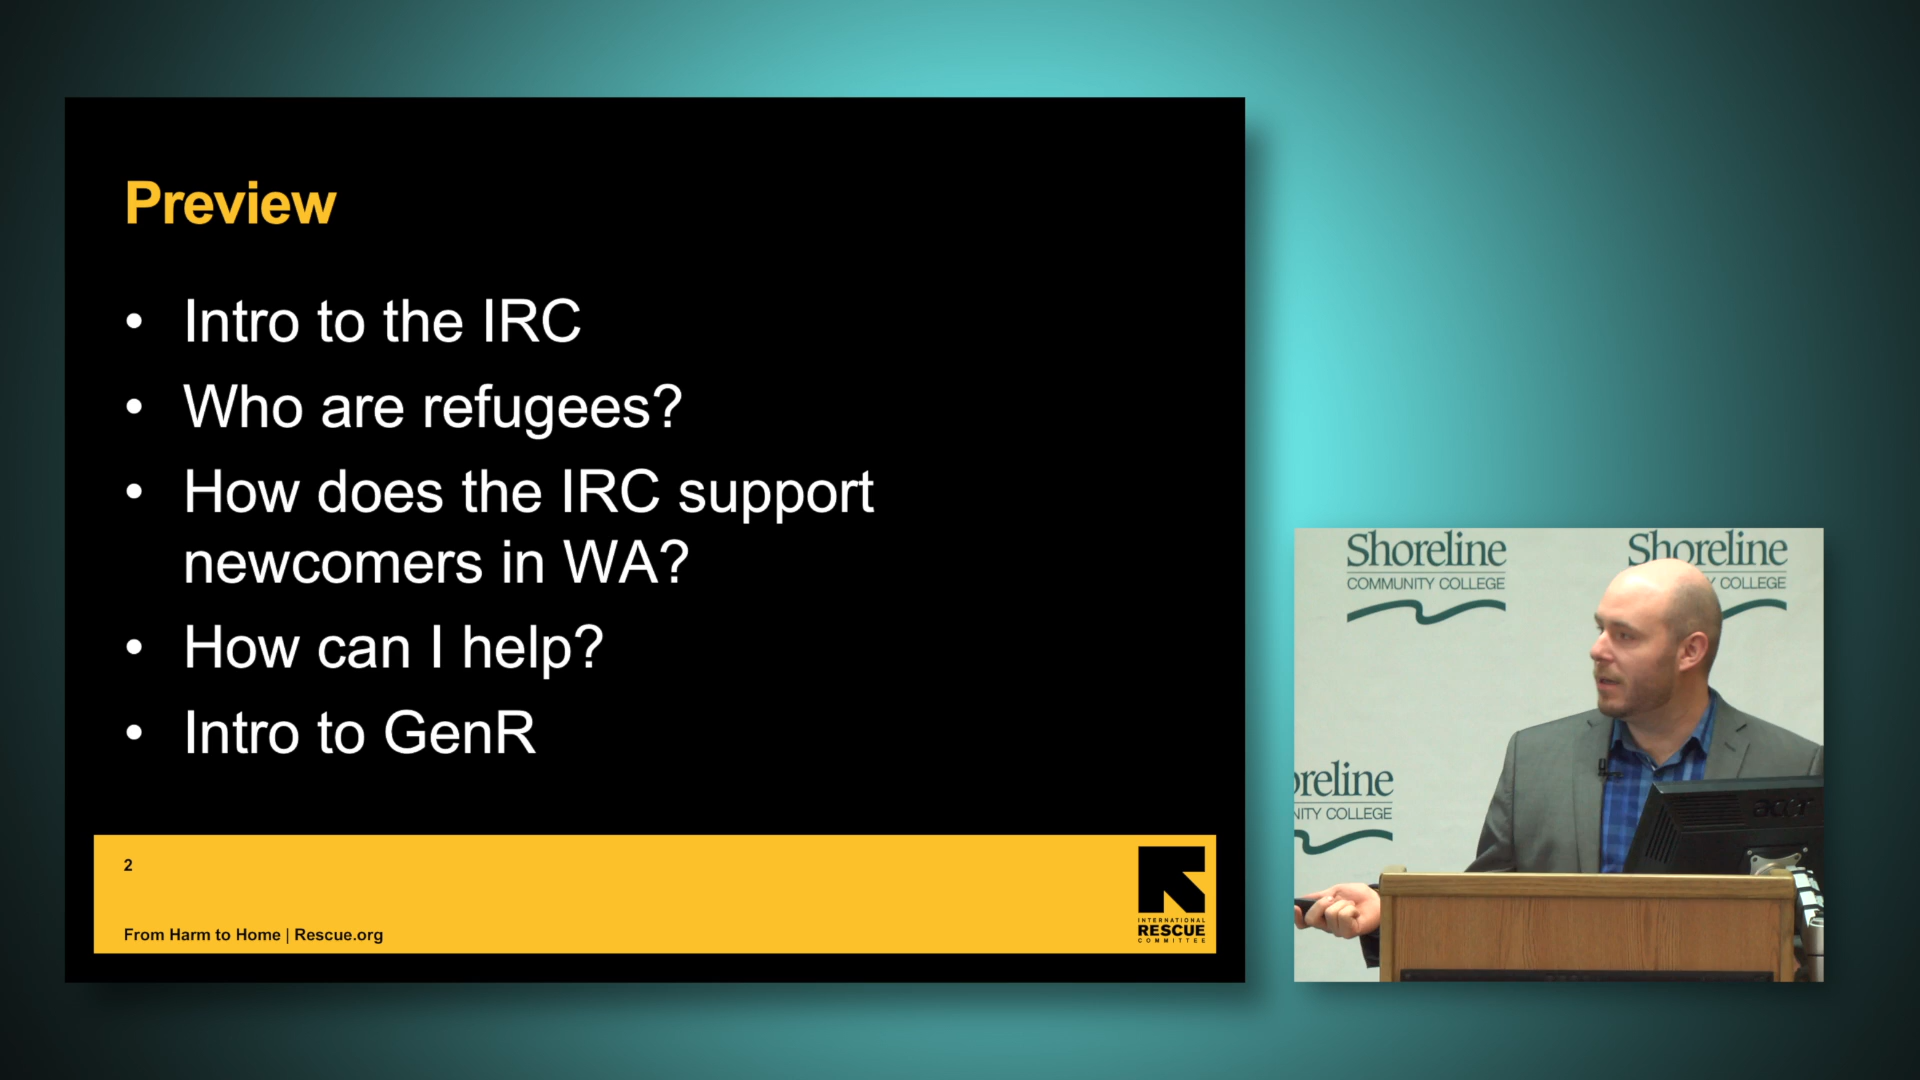 Preview
• Intro to the IRC
• Who are refugees?
• How does the IRC support
newcomers in WA?
• How can I help?
• Intro to GenR
2
From Harm to Home | Rescue.org
INTERNATIONAL
RESCUE
COMMITTEE
Shoreline
COMMUNITY COLLEGE
Shoreline
COLLEGE
oreline
NITY COLLEGE
acer